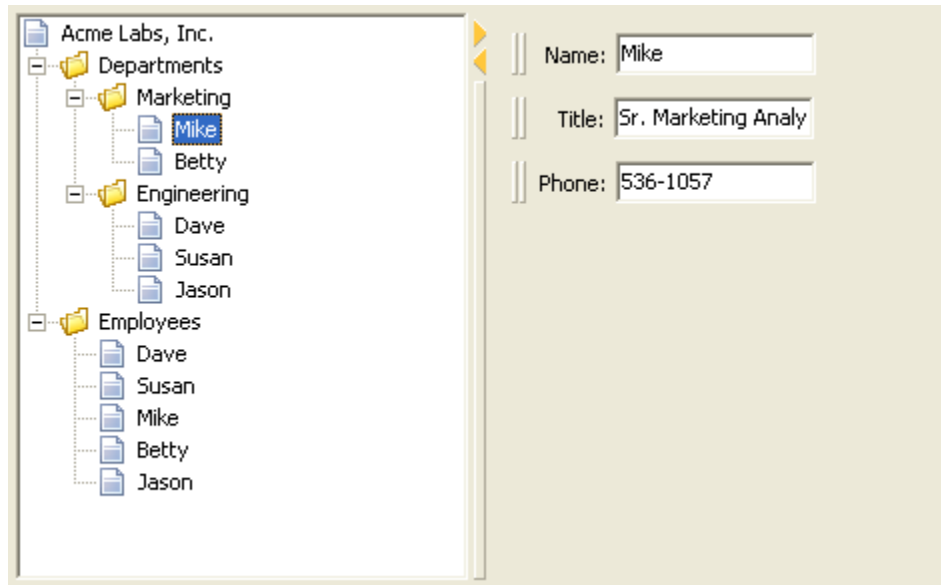 Acme Labs, Inc.
Departments
Marketing
Mike
Betty
Engineering
Dave
Susan
Jason
Employees
Dave
Susan
Mike
Betty
Jason
Name: Mike
Title: Sr. Marketing Analy
Phone: 536-1057